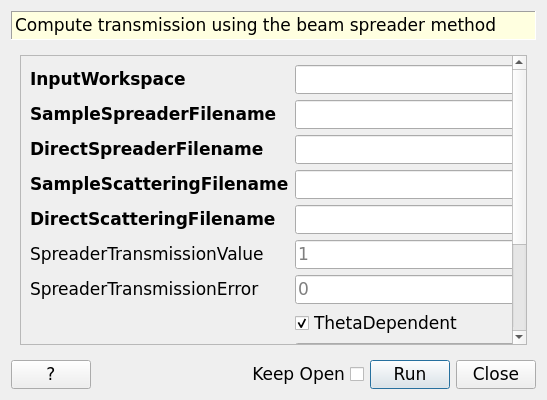 Compute transmission using the beam spreader method
InputWorkspace
SampleSpreaderFilename
DirectSpreaderFilename
SampleScatteringFilename
DirectScatteringFilename
SpreaderTransmissionValue 1
SpreaderTransmissionError 0
ThetaDependent
? Keep Open Run Close